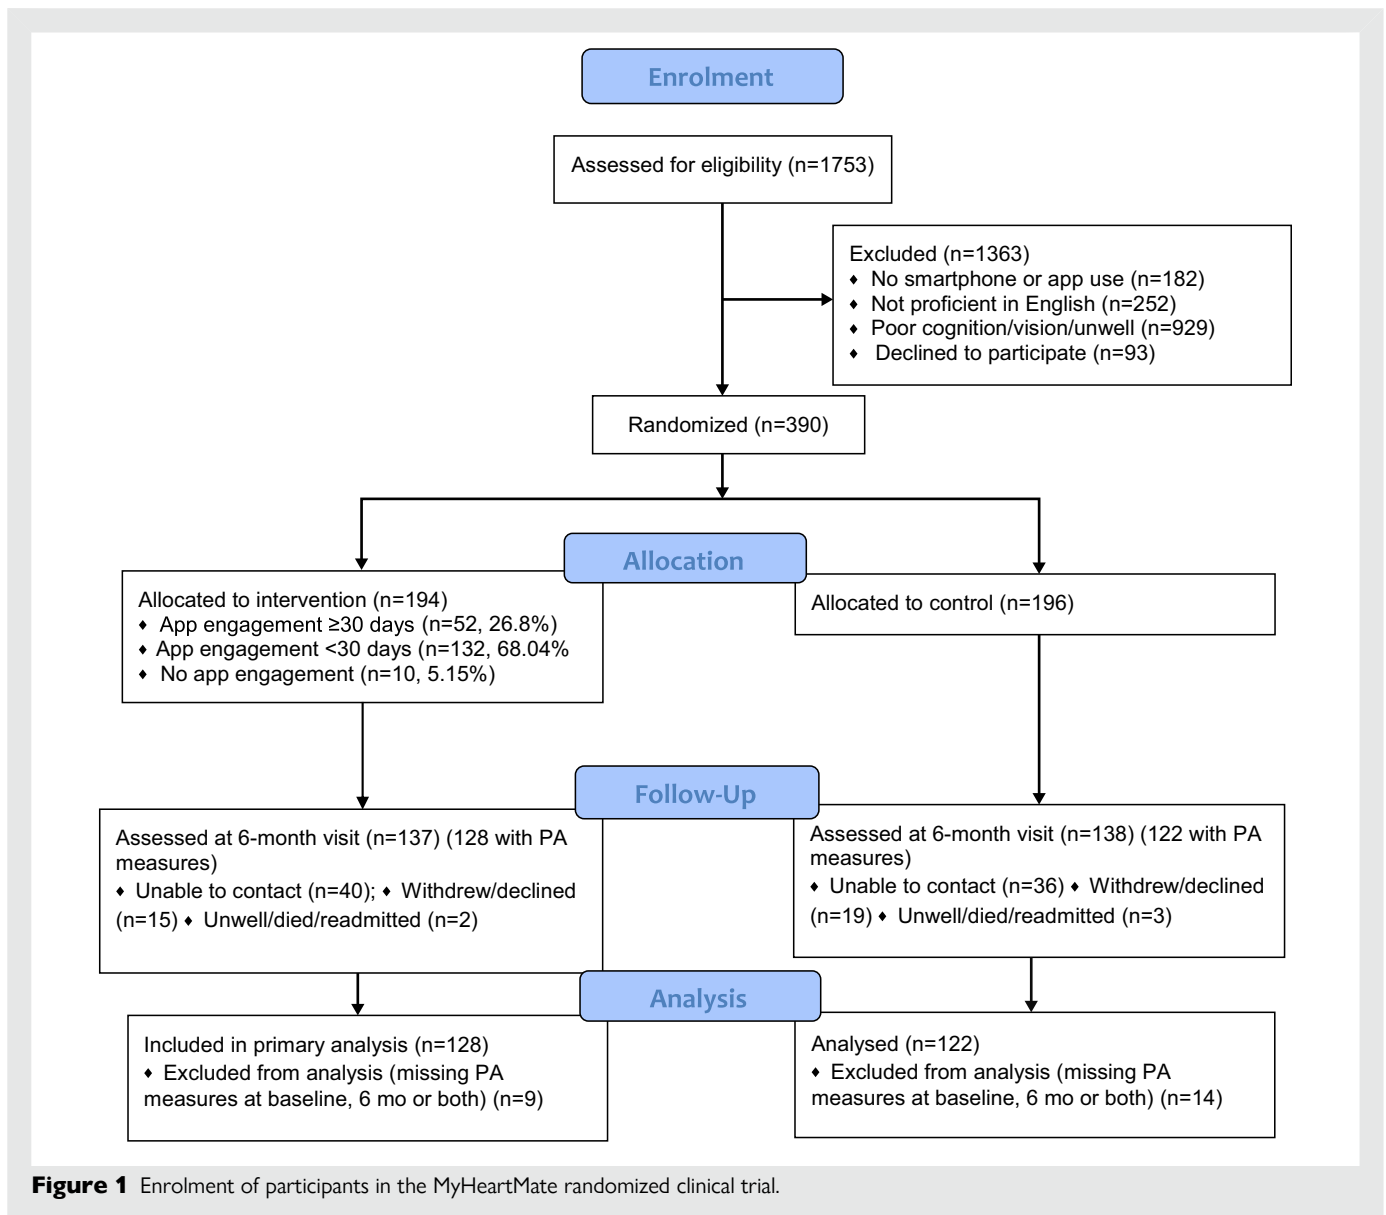 Enrolment
Assessed for eligibility (n=1753)
Excluded (n=1363)
♦ No smartphone or app use (n=182)
♦ Not proficient in English (n=252)
♦ Poor cognition/vision/unwell (n=929)
♦ Declined to participate (n=93)
Randomized (n=390)
Allocation
Allocated to intervention (n=194)
♦ App engagement ≥30 days (n=52, 26.8%)
♦ App engagement <30 days (n=132, 68.04%
♦ No app engagement (n=10, 5.15%)
Allocated to control (n=196)
Follow-Up
Assessed at 6-month visit (n=137) (128 with PA
measures)
♦ Unable to contact (n=40); ♦ Withdrew/declined
(n=15) ♦ Unwell/died/readmitted (n=2)
Assessed at 6-month visit (n=138) (122 with PA
measures)
♦ Unable to contact (n=36) ♦ Withdrew/declined
(n=19) ♦ Unwell/died/readmitted (n=3)
Analysis
Included in primary analysis (n=128)
♦ Excluded from analysis (missing PA
measures at baseline, 6 mo or both) (n=9)
Analysed (n=122)
♦ Excluded from analysis (missing PA
measures at baseline, 6 mo or both) (n=14)
Figure 1 Enrolment of participants in the MyHeartMate randomized clinical trial.